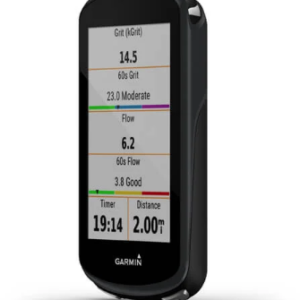 Grit (kGrit)
14.5
60s Grit
23.0 Moderate
Flow
6.2
60s Flow
3.8 Good
Timer Distance
19:14 2.00 mi
GARMIN